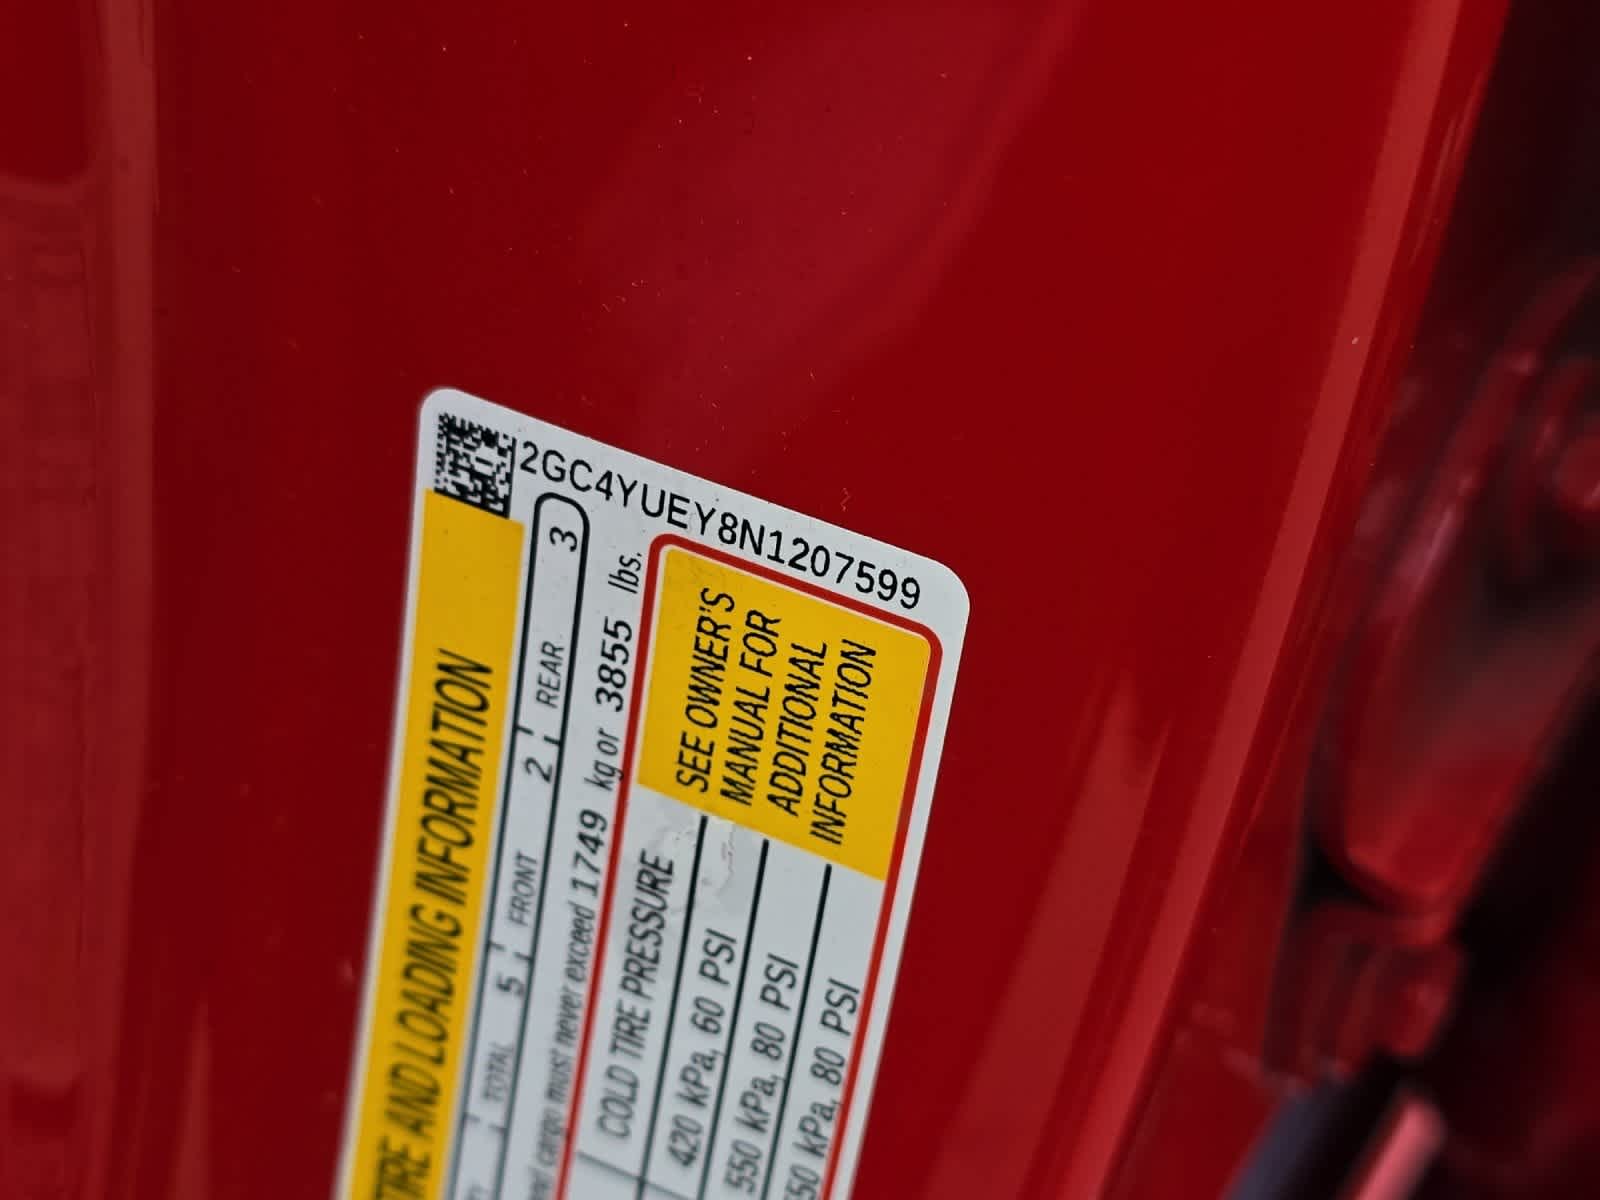 2GC4YUEY8N1207599
TIRE AND LOADING INFORMATION
TOTAL 5 FRONT 2 REAR 3
cargo must never exceed 1749 kg or 3855 lbs.
COLD TIRE PRESSURE
420 kPa, 60 PSI
550 kPa, 80 PSI
50 kPa, 80 PSI
SEE OWNER'S
MANUAL FOR
ADDITIONAL
INFORMATION